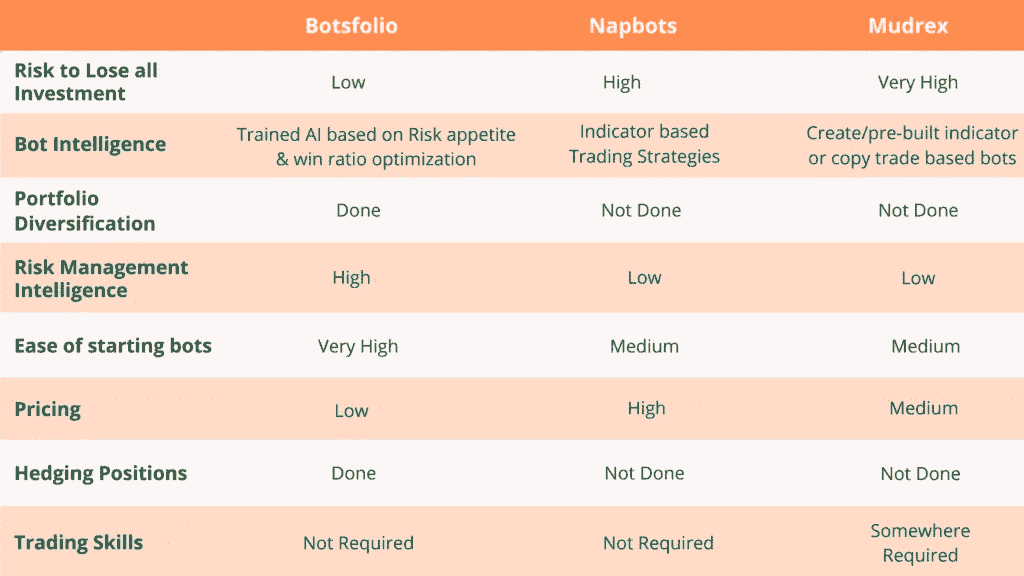 Botsfolio Napbots Mudrex
Risk to Lose all
Investment
Low High Very High
Bot Intelligence
Trained AI based on Risk appetite
& win ratio optimization
Indicator based
Trading Strategies
Create/pre-built indicator
or copy trade based bots
Portfolio
Diversification
Done Not Done Not Done
Risk Management
Intelligence
High Low Low
Ease of starting bots Very High Medium Medium
Pricing Low High Medium
Hedging Positions Done Not Done Not Done
Trading Skills Not Required Not Required
Somewhere
Required